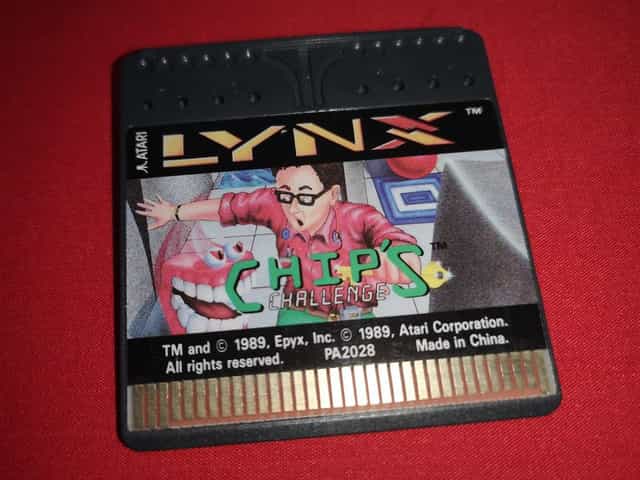 ATARI
LYNX TM
CHIP'S TM
CHALLENGE
TM and © 1989, Epyx, Inc. © 1989, Atari Corporation.
All rights reserved. PA2028 Made in China.